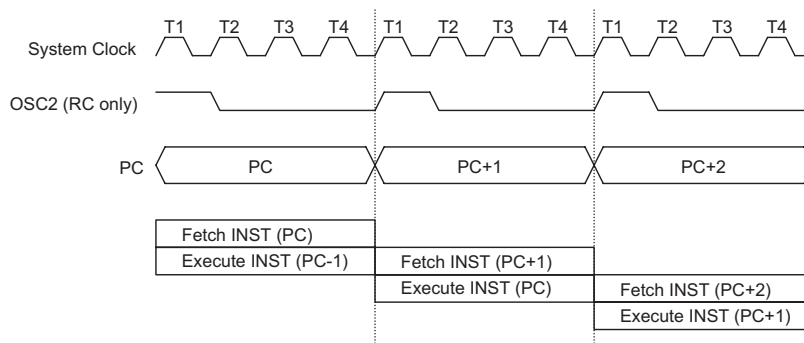 T1 T2 T3 T4 T1 T2 T3 T4 T1 T2 T3 T4
System Clock
OSC2 (RC only)
PC PC PC+1 PC+2
Fetch INST (PC)
Execute INST (PC-1) Fetch INST (PC+1)
Execute INST (PC) Fetch INST (PC+2)
Execute INST (PC+1)